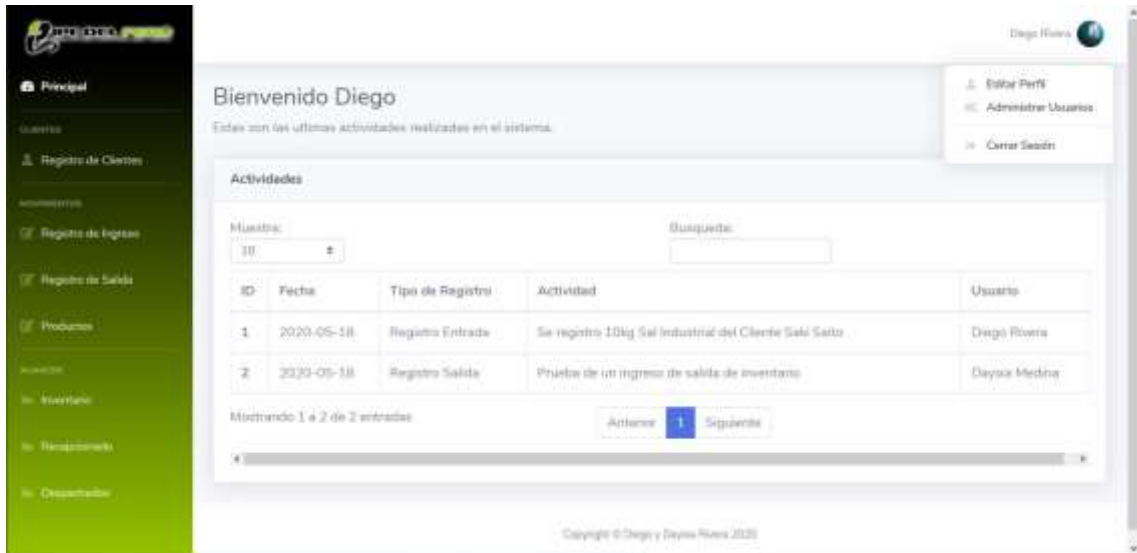 DEL PERÚ
Diego Rivera
Principal
Editar Perfil
Administrar Usuarios
Cerrar Sesión
Bienvenido Diego
Estas son las ultimas actividades realizadas en el sistema.
CLIENTES
Registro de Clientes
Actividades
MOVIMIENTOS
Registro de Ingreso
Registro de Salida
Productos
Muestra:
Busqueda:
10
ID Fecha Tipo de Registro Actividad Usuario
1 2020-05-18 Registro Entrada Se registro 10kg Sal Industrial del Cliente Saki Saito Diego Rivera
2 2020-05-18 Registro Salida Prueba de un ingreso de salida de inventario Daysia Medina
Inventario
Recepcionado
Despachados
Mostrando 1 a 2 de 2 entradas
Anterior 1 Siguiente
Copyright © Diego y Rivera 2020